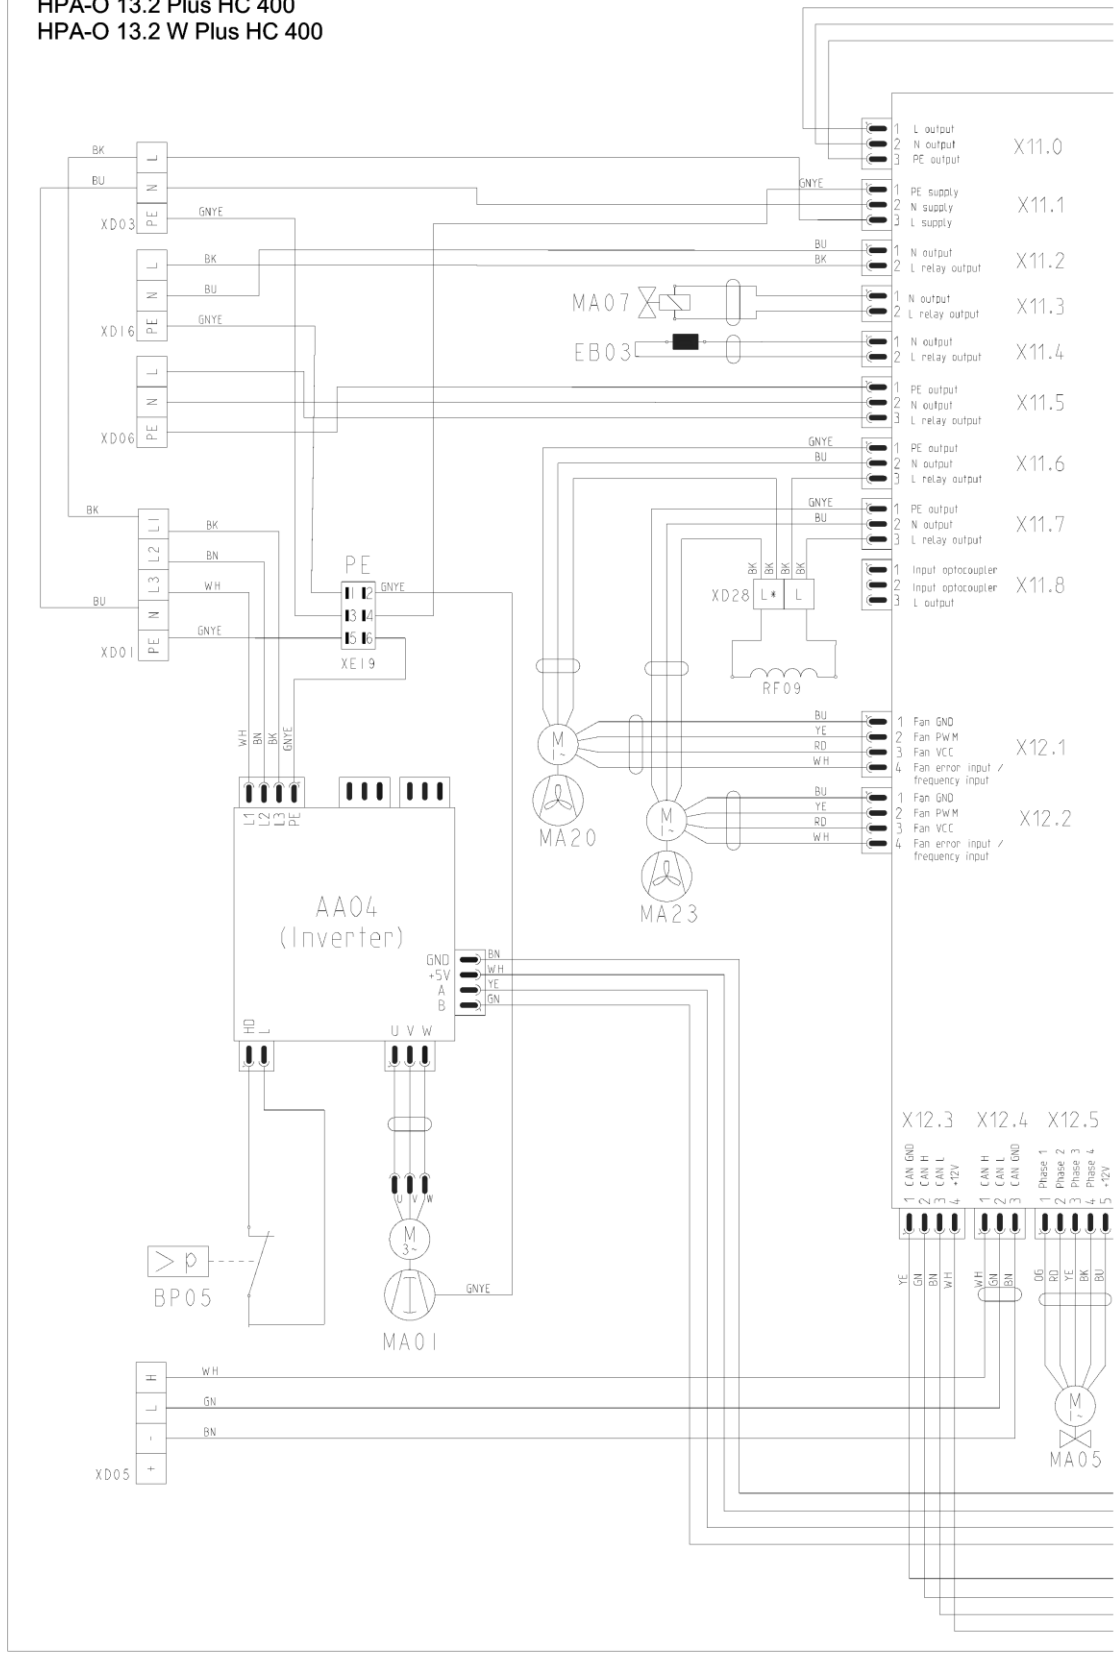 HPA-O 13.2 Plus HC 400
HPA-O 13.2 W Plus HC 400
1 L output
2 N output
3 PE output
X11.0
BK
L
BU
N
GNYE
PE
XD03
GNYE
1 PE supply
2 N supply
3 L supply
X11.1
BK
L
BU
N
GNYE
PE
XD16
BU
BK
1 N output
2 L relay output
X11.2
MA07
1 N output
2 L relay output
X11.3
EB03
1 N output
2 L relay output
X11.4
L
N
PE
XD06
1 PE output
2 N output
3 L relay output
X11.5
GNYE
BU
1 PE output
2 N output
3 L relay output
X11.6
GNYE
BU
1 PE output
2 N output
3 L relay output
X11.7
BK
BU
L1
L2
L3
N
PE
BK
BN
WH
GNYE
XD01
PE
1 2
3 4
5 6
GNYE
XE19
BK
BK
BK
BK
XD28
L*
L
RF09
1 Input optocoupler
2 Input optocoupler
3 L output
X11.8
BU
YE
RD
WH
1 Fan GND
2 Fan PWM
3 Fan VCC
4 Fan error input /
frequency input
X12.1
M
1~
MA20
BU
YE
RD
WH
1 Fan GND
2 Fan PWM
3 Fan VCC
4 Fan error input /
frequency input
X12.2
M
1~
MA23
WH
BN
BK
GNYE
L1
L2
L3
PE
AA04
(Inverter)
GND
+5V
A
B
BN
WH
YE
GN
HD
L
U V W
U V W
M
3~
GNYE
MA01
>p
BP05
X12.3
X12.4
X12.5
1 CAN GND
2 CAN H
3 CAN L
4 +12V
1 CAN H
2 CAN L
3 CAN GND
1 Phase 1
2 Phase 2
3 Phase 3
4 Phase 4
5 +12V
YE
GN
BN
WH
WH
GN
BN
OG
RD
YE
BK
BU
M
1~
MA05
H
L
-
+
WH
GN
BN
XD05